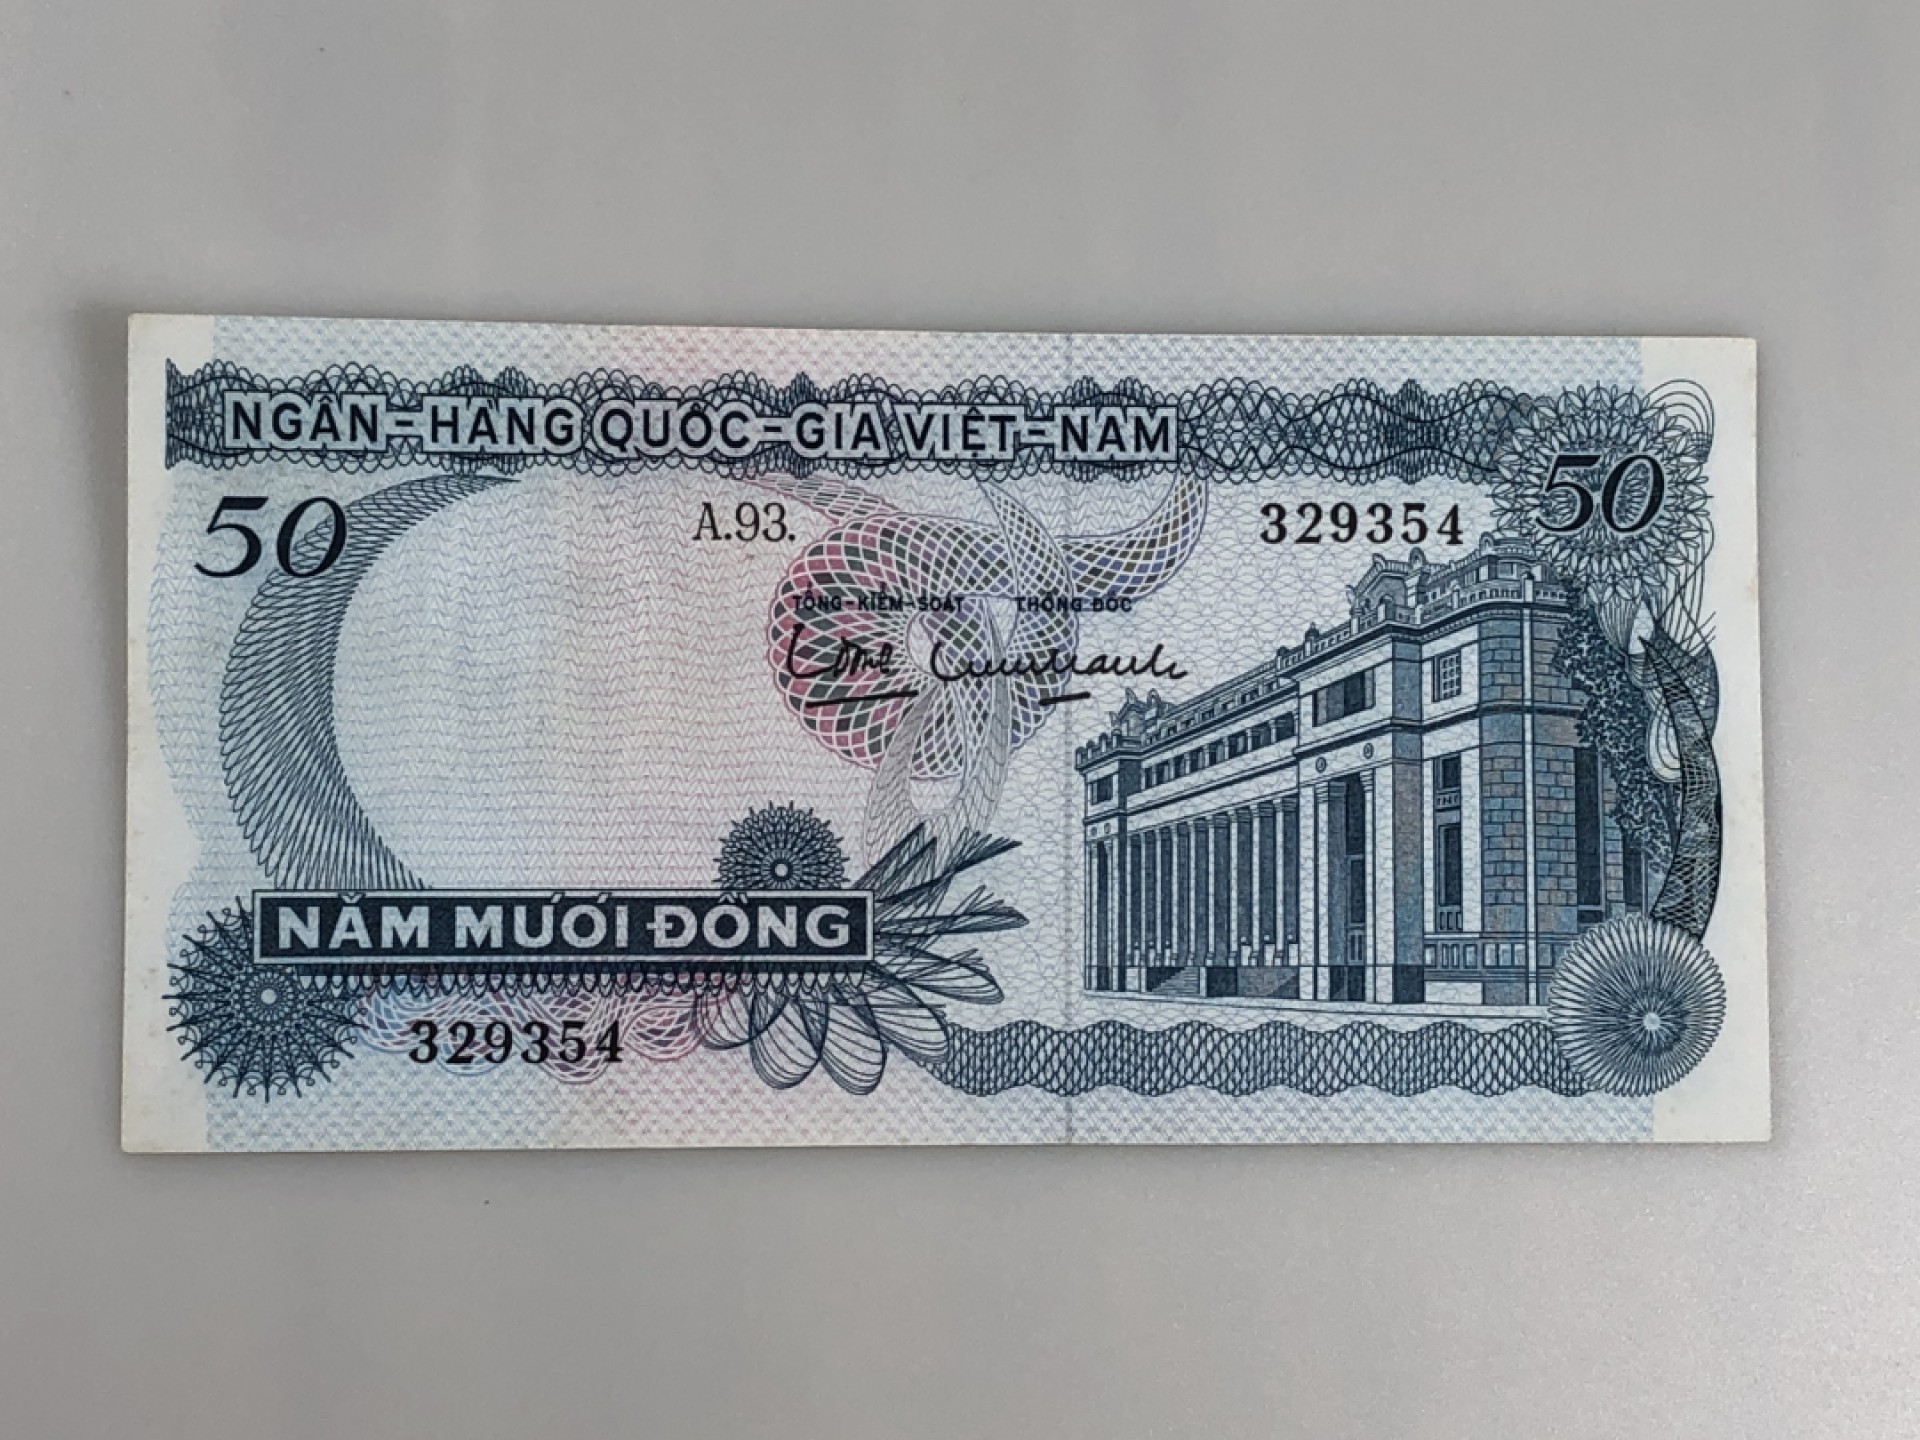 NGÂN-HÀNG QUỐC-GIA VIỆT-NAM
50
A.93.
329354
50
TỔNG-KIỂM-SOÁT
THỐNG ĐỐC
NĂM MƯƠI ĐỒNG
329354